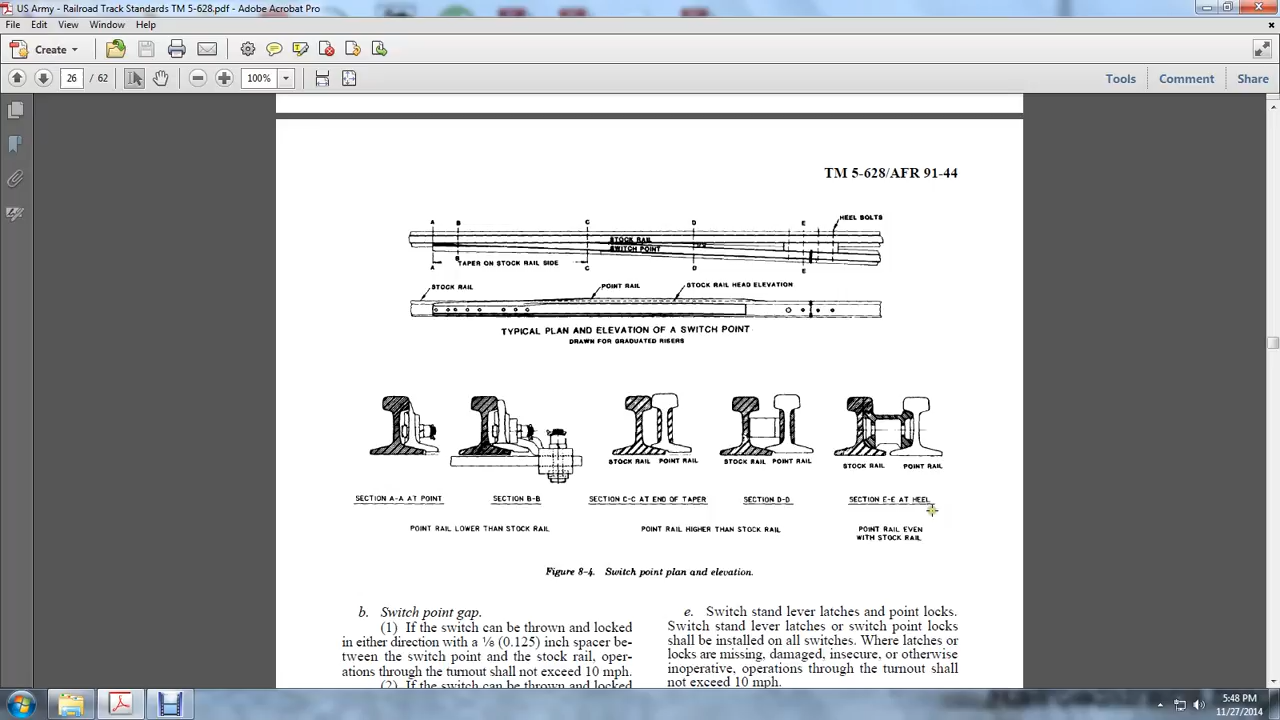 US Army - Railroad Track Standards TM 5-628.pdf - Adobe Acrobat Pro
File Edit View Window Help
Create
26 / 62 100% Tools Comment Share
TM 5-628/AFR 91-44
HEEL BOLTS
A B C D E
STOCK RAIL
SWITCH POINT
B TAPER ON STOCK RAIL SIDE
A C D E
STOCK RAIL POINT RAIL STOCK RAIL HEAD ELEVATION
TYPICAL PLAN AND ELEVATION OF A SWITCH POINT
DRAWN FOR GRADUATED RISERS
STOCK RAIL POINT RAIL STOCK RAIL POINT RAIL STOCK RAIL POINT RAIL
SECTION A-A AT POINT SECTION B-B SECTION C-C AT END OF TAPER SECTION D-D SECTION E-E AT HEEL
POINT RAIL LOWER THAN STOCK RAIL POINT RAIL HIGHER THAN STOCK RAIL POINT RAIL EVEN
WITH STOCK RAIL
Figure 8-4. Switch point plan and elevation.
b. Switch point gap.
(1) If the switch can be thrown and locked
in either direction with a ⅛ (0.125) inch spacer be-
tween the switch point and the stock rail, oper-
ations through the turnout shall not exceed 10 mph.
(2) If the switch can be thrown and locked
e. Switch stand lever latches and point locks.
Switch stand lever latches or switch point locks
shall be installed on all switches. Where latches or
locks are missing, damaged, insecure, or otherwise
inoperative, operations through the turnout shall
not exceed 10 mph.
5:48 PM
11/27/2014